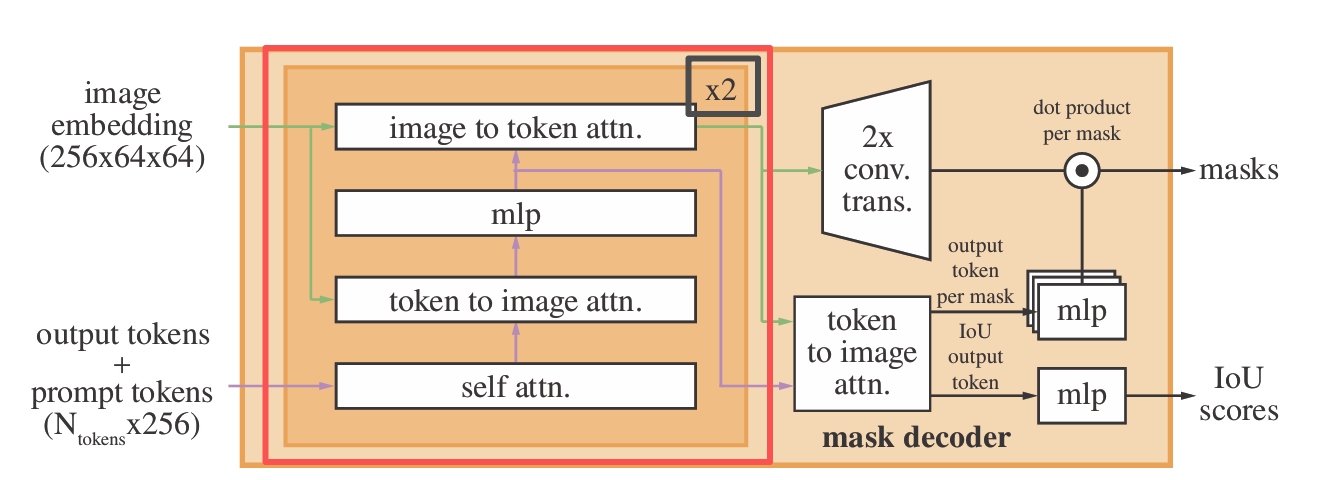 image
embedding
(256x64x64)
output tokens
+
prompt tokens
(Ntokensx256)
x2
image to token attn.
mlp
token to image attn.
self attn.
2x
conv.
trans.
token
to image
attn.
dot product
per mask
output
token
per mask
IoU
output
token
mlp
mlp
mask decoder
masks
IoU
scores